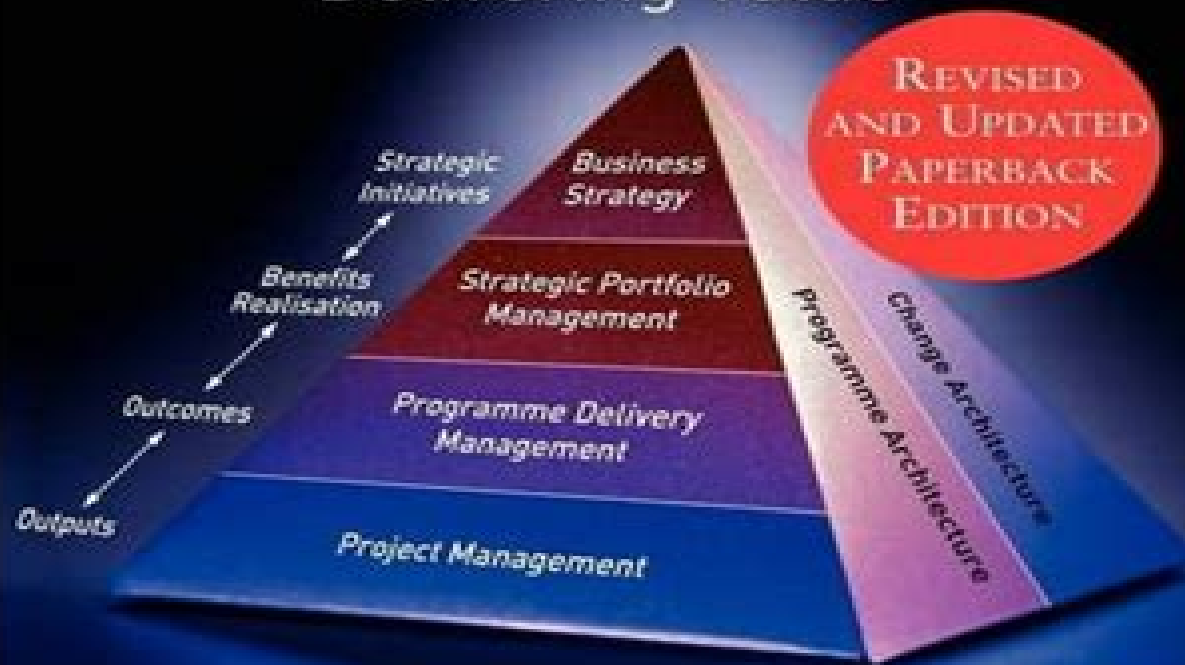 REVISED
AND UPDATED
PAPERBACK
EDITION
Strategic
Initiatives
Business
Strategy
Benefits
Realisation
Strategic Portfolio
Management
Outcomes
Programme Delivery
Management
Outputs
Project Management
Programme Architecture
Change Architecture